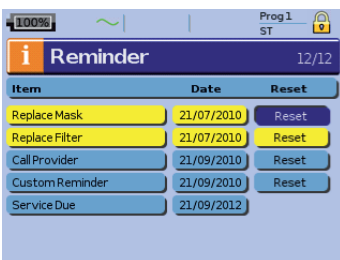 100% Prog 1
ST
i Reminder 12/12
Item Date Reset
Replace Mask 21/07/2010 Reset
Replace Filter 21/07/2010 Reset
Call Provider 21/09/2010 Reset
Custom Reminder 21/09/2010 Reset
Service Due 21/09/2012